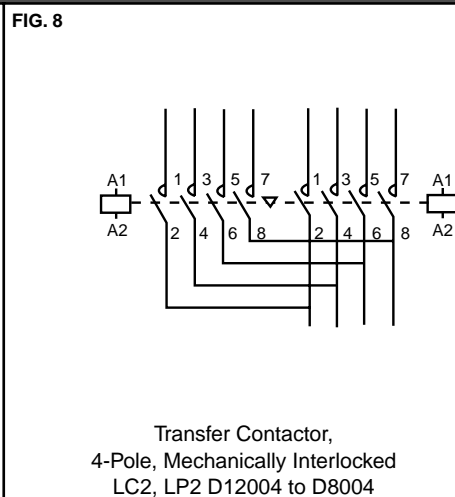 FIG. 8
A1 1 3 5 7 1 3 5 7 A1
A2 2 4 6 8 2 4 6 8 A2
Transfer Contactor,
4-Pole, Mechanically Interlocked
LC2, LP2 D12004 to D8004